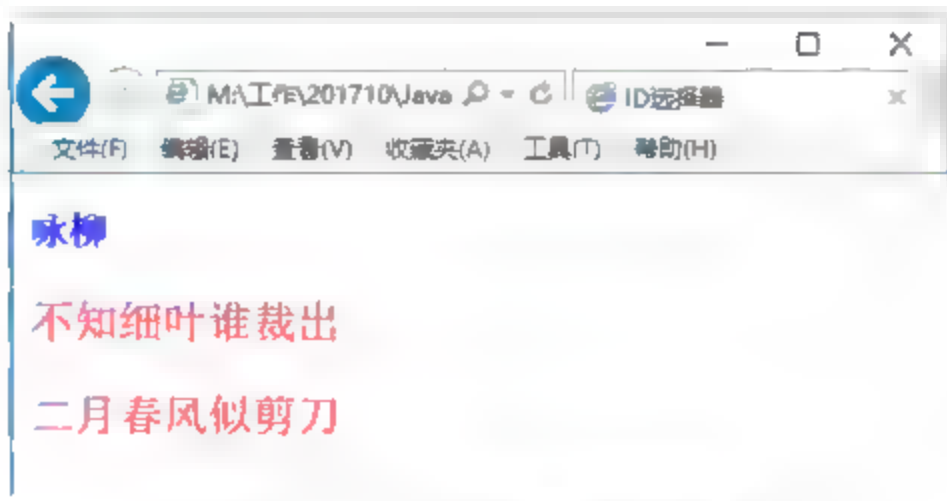 M:\工作\201710\Java ID选择器
文件(F) 编辑(E) 查看(V) 收藏夹(A) 工具(T) 帮助(H)
咏柳
不知细叶谁裁出
二月春风似剪刀